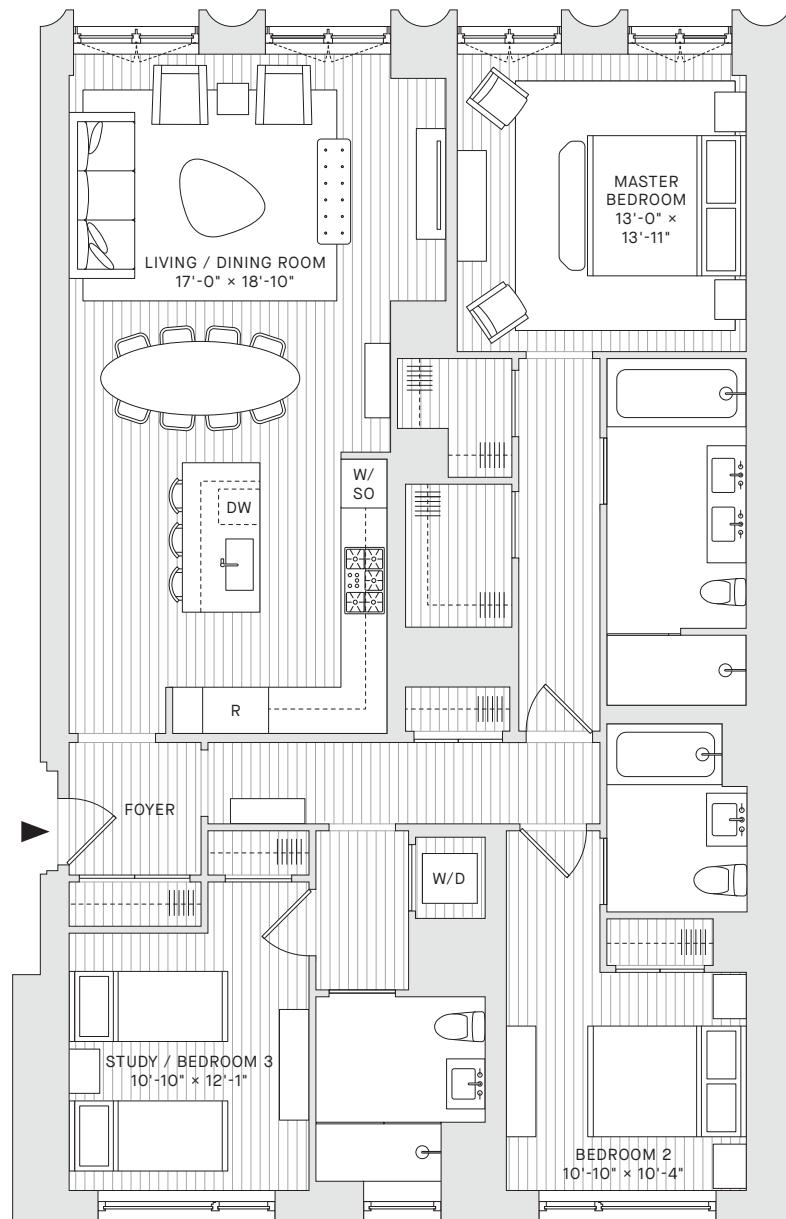 MASTER
BEDROOM
13'-0" ×
13'-11"
LIVING / DINING ROOM
17'-0" × 18'-10"
W/
SO
DW
R
FOYER
W/D
STUDY / BEDROOM 3
10'-10" × 12'-1"
BEDROOM 2
10'-10" × 10'-4"